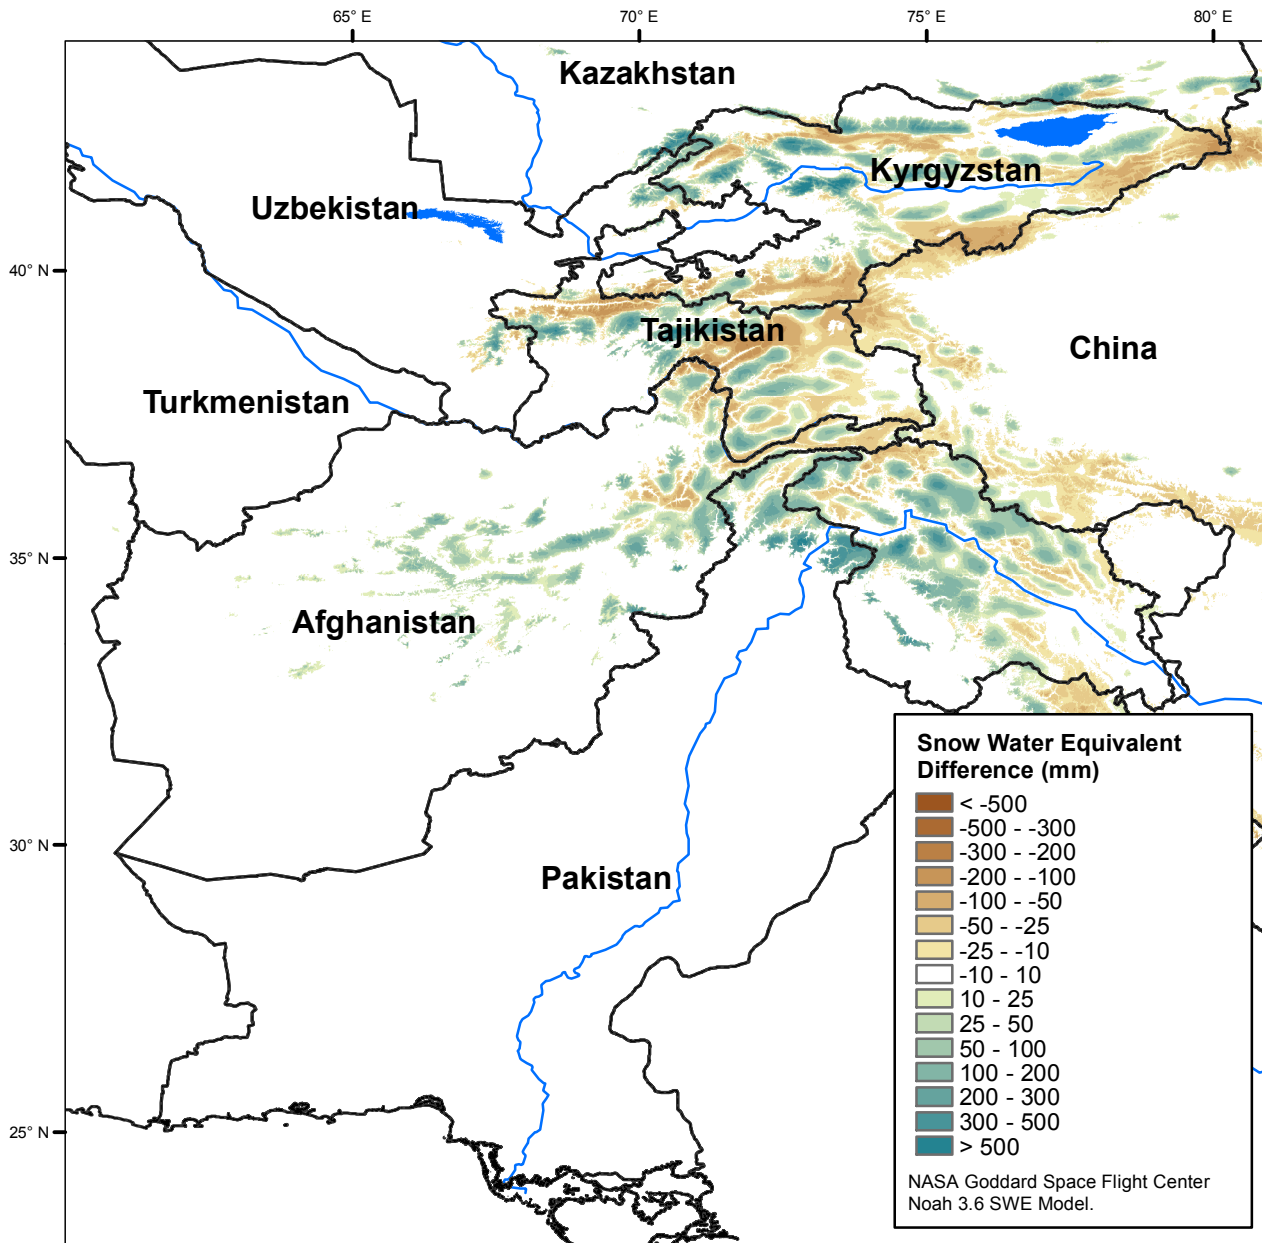 65° E
70° E
75° E
80° E
Kazakhstan
Kyrgyzstan
Uzbekistan
40° N
Tajikistan
China
Turkmenistan
35° N
Afghanistan
30° N
Pakistan
25° N
Snow Water Equivalent
Difference (mm)
< -500
-500 - -300
-300 - -200
-200 - -100
-100 - -50
-50 - -25
-25 - -10
-10 - 10
10 - 25
25 - 50
50 - 100
100 - 200
200 - 300
300 - 500
> 500
NASA Goddard Space Flight Center
Noah 3.6 SWE Model.